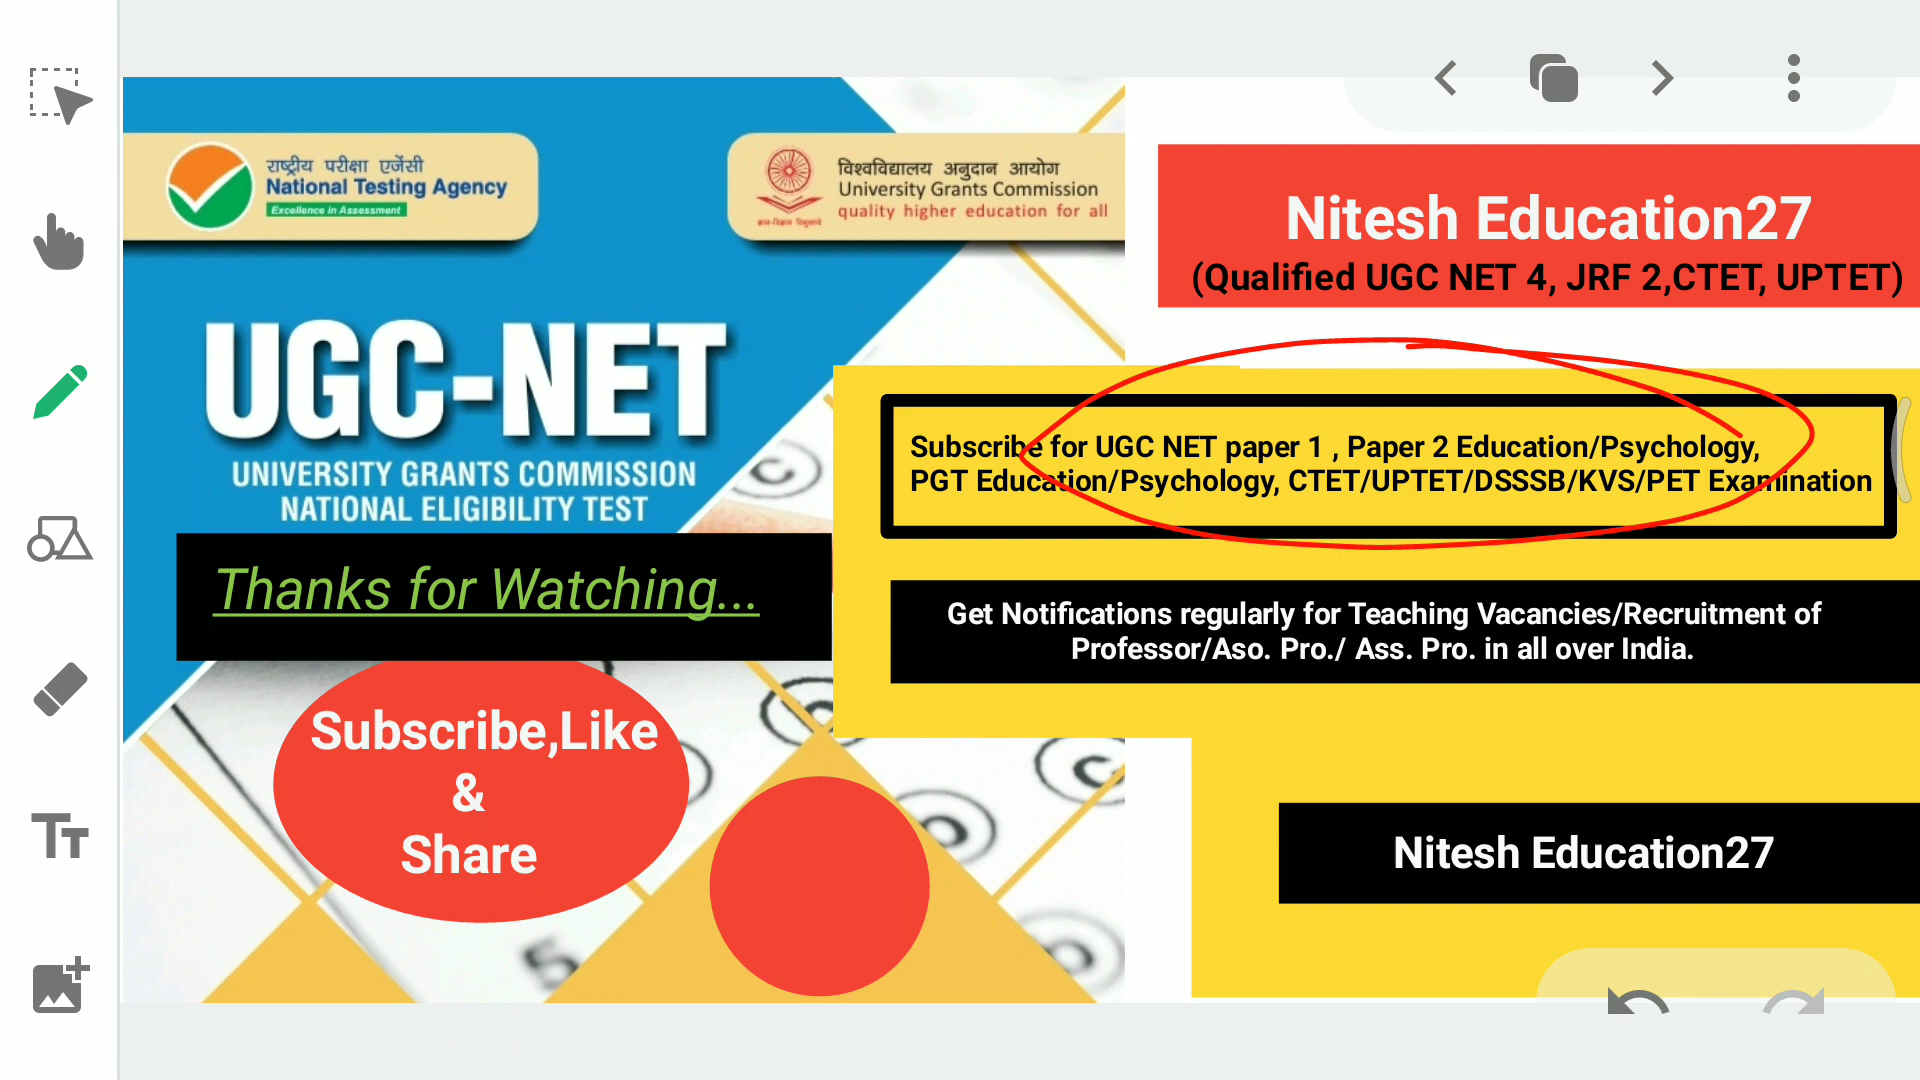 राष्ट्रीय परीक्षा एजेंसी
National Testing Agency
Excellence in Assessment
विश्वविद्यालय अनुदान आयोग
University Grants Commission
quality higher education for all
ज्ञान-विज्ञान विमुक्तये
UGC-NET
UNIVERSITY GRANTS COMMISSION
NATIONAL ELIGIBILITY TEST
Thanks for Watching...
Subscribe,Like
&
Share
Nitesh Education27
(Qualified UGC NET 4, JRF 2,CTET, UPTET)
Subscribe for UGC NET paper 1 , Paper 2 Education/Psychology,
PGT Education/Psychology, CTET/UPTET/DSSSB/KVS/PET Examination
Get Notifications regularly for Teaching Vacancies/Recruitment of
Professor/Aso. Pro./ Ass. Pro. in all over India.
Nitesh Education27
C
C
5
TT